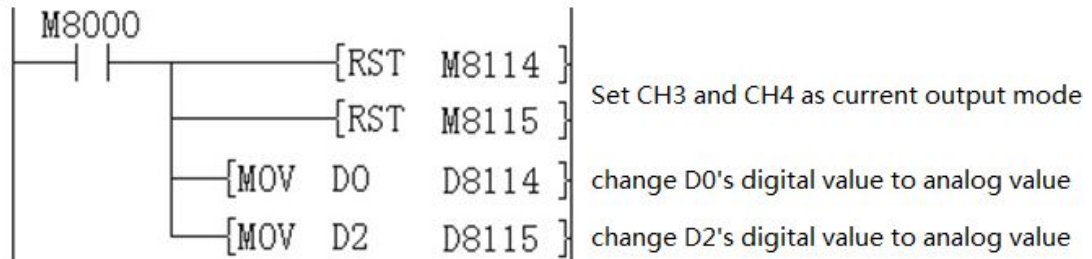 M8000
[RST M8114 ]
[RST M8115 ]
Set CH3 and CH4 as current output mode
[MOV D0 D8114 ] change D0's digital value to analog value
[MOV D2 D8115 ] change D2's digital value to analog value